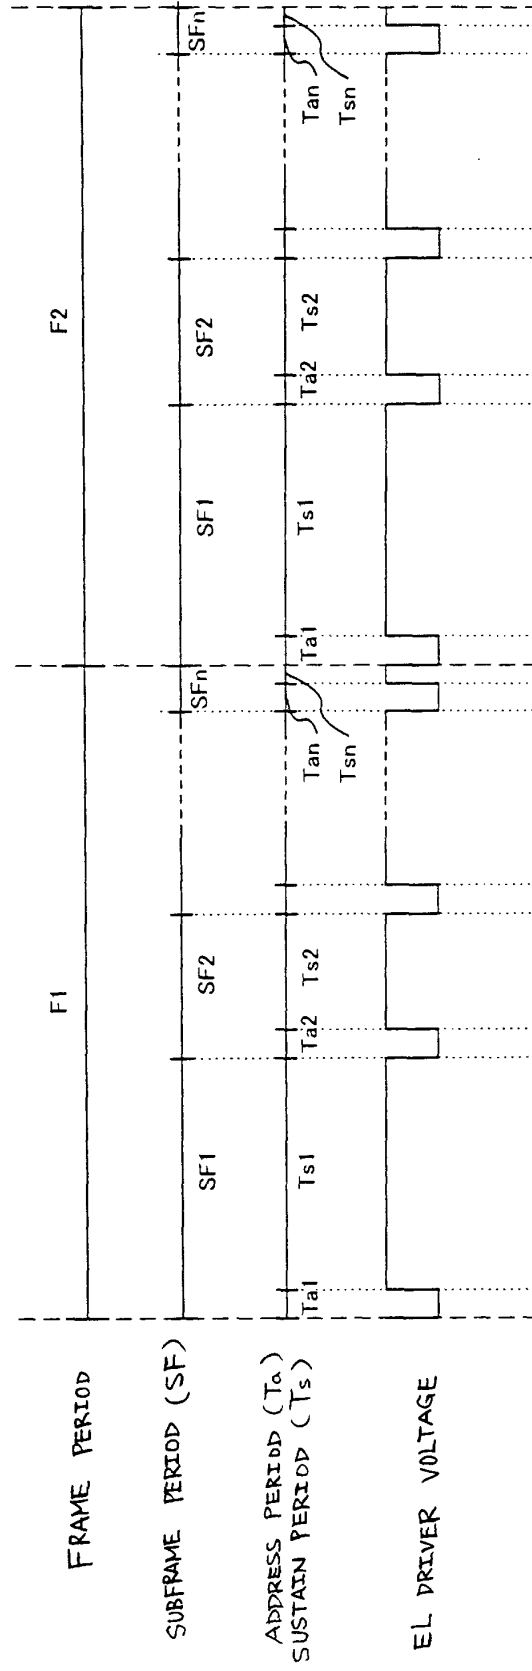 FRAME PERIOD
F1
F2
SUBFRAME PERIOD (SF)
SF1
SF2
SFn
SF1
SF2
SFn
ADDRESS PERIOD (Ta)
SUSTAIN PERIOD (Ts)
Ta1
Ts1
Ta2
Ts2
Tan
Tsn
Ta1
Ts1
Ta2
Ts2
Tan
Tsn
EL DRIVER VOLTAGE